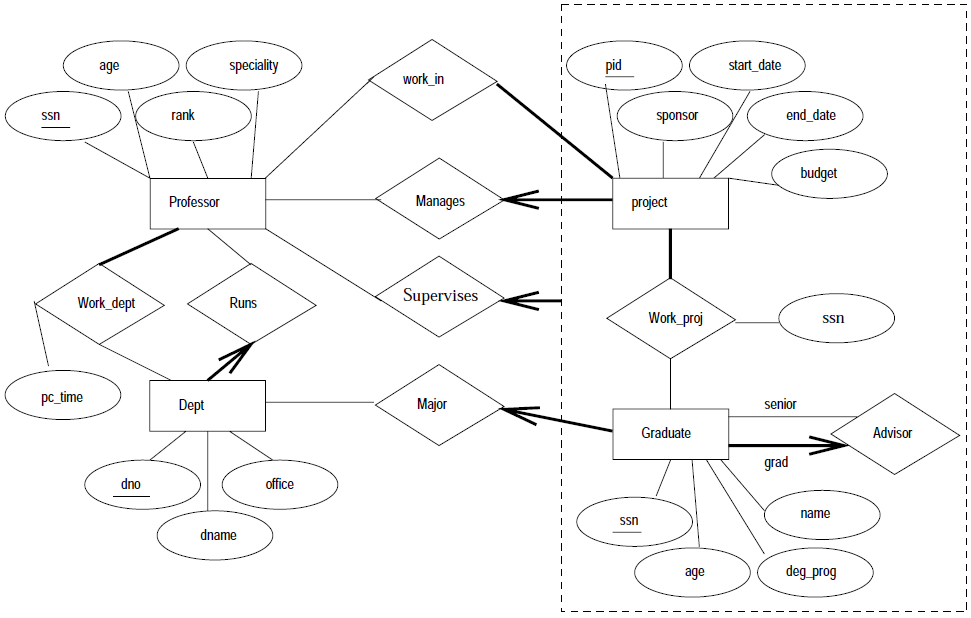 age
speciality
ssn
rank
work_in
pid
start_date
sponsor
end_date
budget
Professor
Manages
project
Work_dept
Runs
Supervises
Work_proj
ssn
pc_time
Dept
Major
Graduate
senior
grad
Advisor
dno
office
dname
ssn
name
age
deg_prog